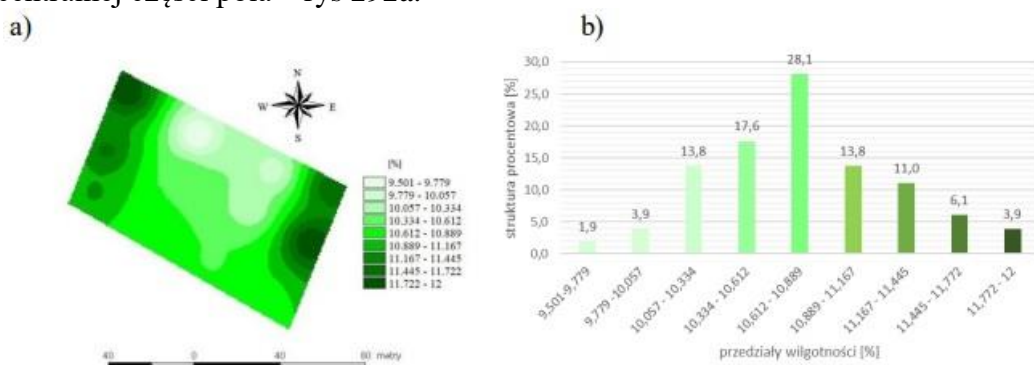 centralnej części pola – rys 292a.
a)
N
W E
S
[%]
9.501 - 9.779
9.779 - 10.057
10.057 - 10.334
10.334 - 10.612
10.612 - 10.889
10.889 - 11.167
11.167 - 11.445
11.445 - 11.722
11.722 - 12
40 0 40 80 metry
b)
struktura procentowa [%]
30,0
25,0
20,0
15,0
10,0
5,0
0,0
1,9
3,9
13,8
17,6
28,1
13,8
11,0
6,1
3,9
9.501-9,779
9,779 - 10,057
10,057 - 10,334
10,334 - 10.612
10,612 - 10,889
10,889 - 11,167
11,167 - 11,445
11,445 - 11,772
11,772 - 12
przedziały wilgotności [%]